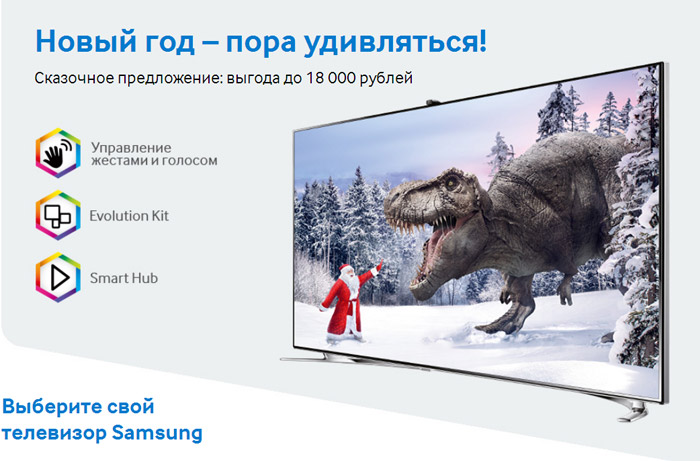 Новый год – пора удивляться!
Сказочное предложение: выгода до 18 000 рублей
Управление
жестами и голосом
Evolution Kit
Smart Hub
Выберите свой
телевизор Samsung